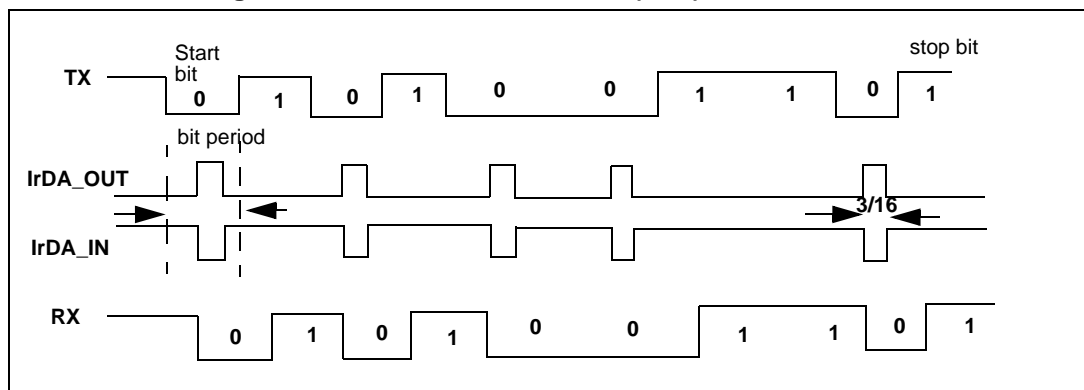 Start
bit
stop bit
TX
0 1 0 1 0 0 1 1 0 1
bit period
IrDA_OUT
3/16
IrDA_IN
RX
0 1 0 1 0 0 1 1 0 1